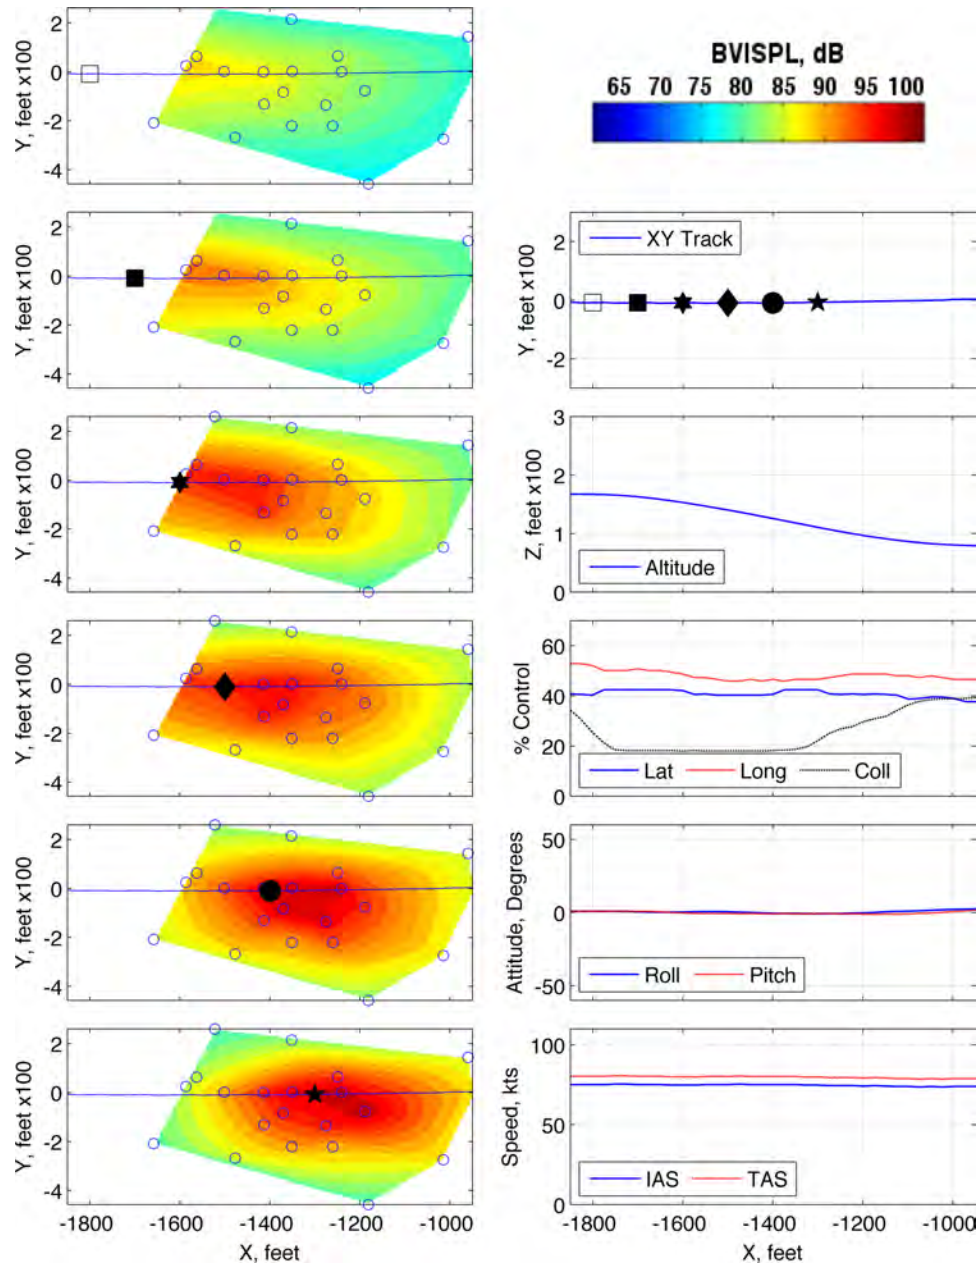 BVISPL, dB
65 70 75 80 85 90 95 100
Y, feet x100
2
0
-2
-4
Y, feet x100
2
0
-2
-4
XY Track
Y, feet x100
2
0
-2
Y, feet x100
2
0
-2
-4
Z, feet x100
3
2
1
0
Altitude
Y, feet x100
2
0
-2
-4
% Control
60
40
20
0
Lat Long Coll
Y, feet x100
2
0
-2
-4
Attitude, Degrees
50
0
-50
Roll Pitch
Y, feet x100
2
0
-2
-4
-1800 -1600 -1400 -1200 -1000
X, feet
Speed, kts
100
50
0
IAS TAS
-1800 -1600 -1400 -1200 -1000
X, feet